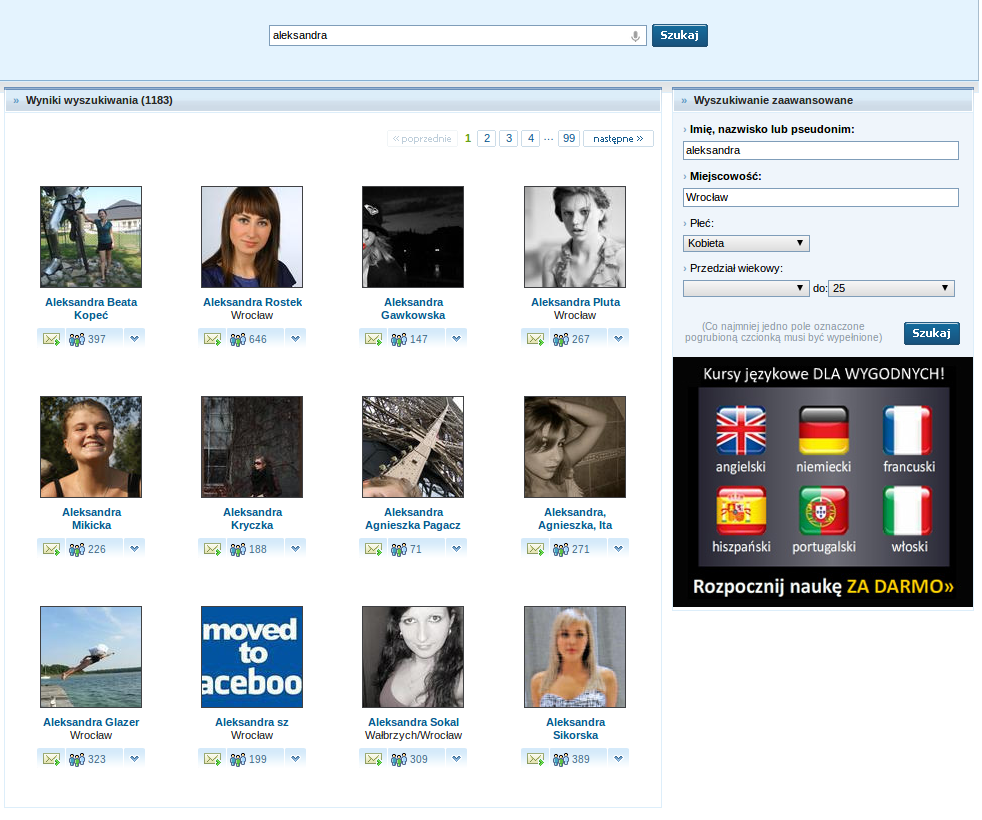 aleksandra
Szukaj
» Wyniki wyszukiwania (1183)
« poprzednie 1 2 3 4 ... 99 następne »
Aleksandra Beata
Kopeć
397
Aleksandra Rostek
Wrocław
646
Aleksandra
Gawkowska
147
Aleksandra Pluta
Wrocław
267
Aleksandra
Mikicka
226
Aleksandra
Kryczka
188
Aleksandra
Agnieszka Pagacz
71
Aleksandra,
Agnieszka, Ita
271
Aleksandra Glazer
Wrocław
323
moved
to
aceboo
Aleksandra sz
Wrocław
199
Aleksandra Sokal
Wałbrzych/Wrocław
309
Aleksandra
Sikorska
389
» Wyszukiwanie zaawansowane
› Imię, nazwisko lub pseudonim:
aleksandra
› Miejscowość:
Wrocław
› Płeć:
Kobieta
› Przedział wiekowy:
do: 25
(Co najmniej jedno pole oznaczone
pogrubioną czcionką musi być wypełnione)
Szukaj
Kursy językowe DLA WYGODNYCH!
angielski niemiecki francuski
hiszpański portugalski włoski
Rozpocznij naukę ZA DARMO»